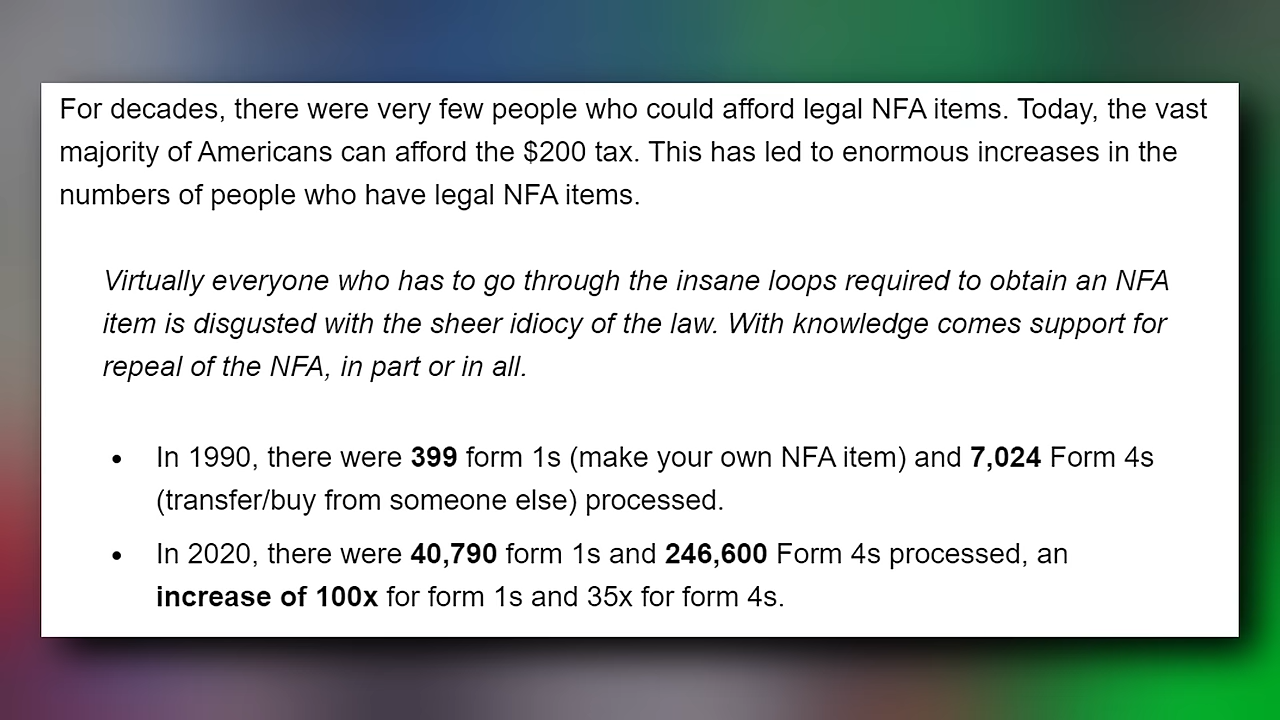 For decades, there were very few people who could afford legal NFA items. Today, the vast
majority of Americans can afford the $200 tax. This has led to enormous increases in the
numbers of people who have legal NFA items.
Virtually everyone who has to go through the insane loops required to obtain an NFA
item is disgusted with the sheer idiocy of the law. With knowledge comes support for
repeal of the NFA, in part or in all.
• In 1990, there were 399 form 1s (make your own NFA item) and 7,024 Form 4s
(transfer/buy from someone else) processed.
• In 2020, there were 40,790 form 1s and 246,600 Form 4s processed, an
increase of 100x for form 1s and 35x for form 4s.